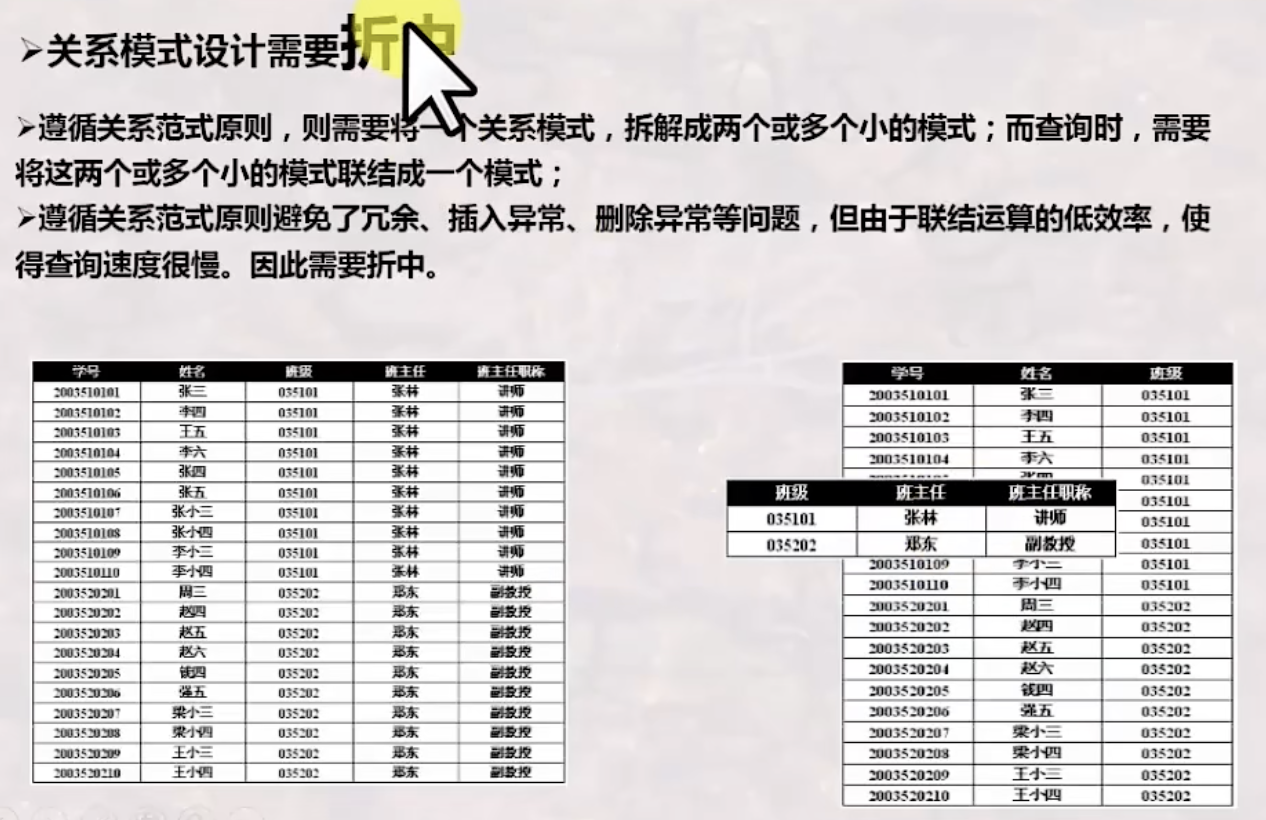 ➢关系模式设计需要折中
➢遵循关系范式原则，则需要将一个关系模式，拆解成两个或多个小的模式；而查询时，需要
将这两个或多个小的模式联结成一个模式；
➢遵循关系范式原则避免了冗余、插入异常、删除异常等问题，但由于联结运算的低效率，使
得查询速度很慢。因此需要折中。
学号 姓名 班级 班主任 班主任职称
2003510101 张三 035101 张林 讲师
2003510102 李四 035101 张林 讲师
2003510103 王五 035101 张林 讲师
2003510104 李六 035101 张林 讲师
2003510105 张四 035101 张林 讲师
2003510106 张五 035101 张林 讲师
2003510107 张小三 035101 张林 讲师
2003510108 张小四 035101 张林 讲师
2003510109 李小三 035101 张林 讲师
2003510110 李小四 035101 张林 讲师
2003520201 周三 035202 郑东 副教授
2003520202 赵四 035202 郑东 副教授
2003520203 赵五 035202 郑东 副教授
2003520204 赵六 035202 郑东 副教授
2003520205 钱四 035202 郑东 副教授
2003520206 强五 035202 郑东 副教授
2003520207 梁小三 035202 郑东 副教授
2003520208 梁小四 035202 郑东 副教授
2003520209 王小三 035202 郑东 副教授
2003520210 王小四 035202 郑东 副教授
班级 班主任 班主任职称
035101 张林 讲师
035202 郑东 副教授
学号 姓名 班级
2003510101 张三 035101
2003510102 李四 035101
2003510103 王五 035101
2003510104 李六 035101
035101
035101
035101
035101
2003510109 李小三 035101
2003510110 李小四 035101
2003520201 周三 035202
2003520202 赵四 035202
2003520203 赵五 035202
2003520204 赵六 035202
2003520205 钱四 035202
2003520206 强五 035202
2003520207 梁小三 035202
2003520208 梁小四 035202
2003520209 王小三 035202
2003520210 王小四 035202